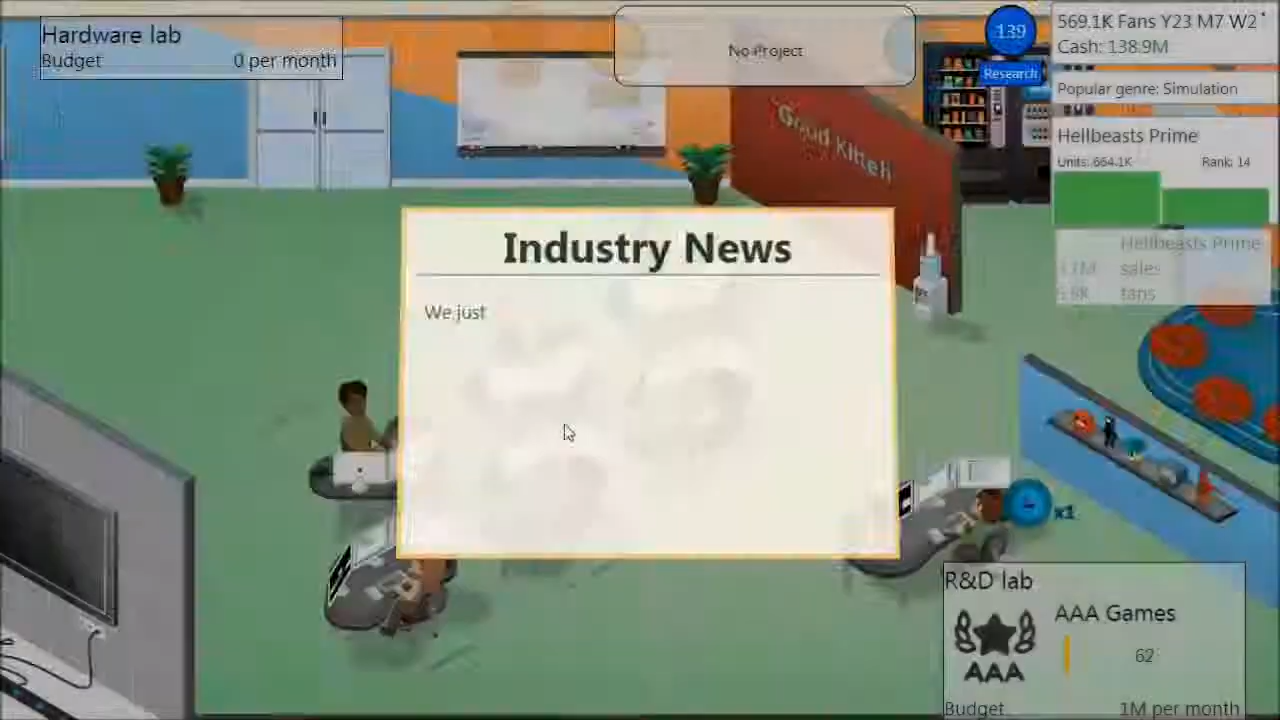 Hardware lab
Budget 0 per month
No Project
139
Research
569.1K Fans Y23 M7 W2
Cash: 138.9M
Popular genre: Simulation
Hellbeasts Prime
Units: 664.1K Rank: 14
Hellbeasts Prime
sales
fans
Good Kitteh
Industry News
We just
x1
R&D lab
AAA Games
62
AAA
Budget 1M per month